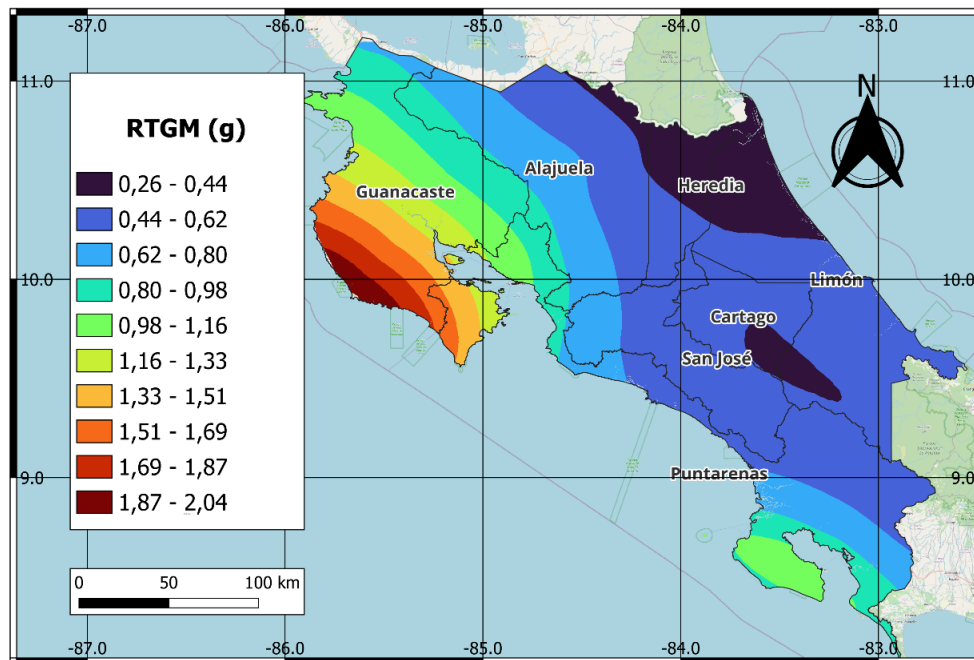 -87.0 -86.0 -85.0 -84.0 -83.0
11.0 11.0
N
RTGM (g)
0,26 - 0,44
0,44 - 0,62
0,62 - 0,80
0,80 - 0,98
0,98 - 1,16
1,16 - 1,33
1,33 - 1,51
1,51 - 1,69
1,69 - 1,87
1,87 - 2,04
Alajuela
Guanacaste
Heredia
10.0 10.0
Limón
Cartago
San José
9.0 9.0
Puntarenas
0 50 100 km
-87.0 -86.0 -85.0 -84.0 -83.0